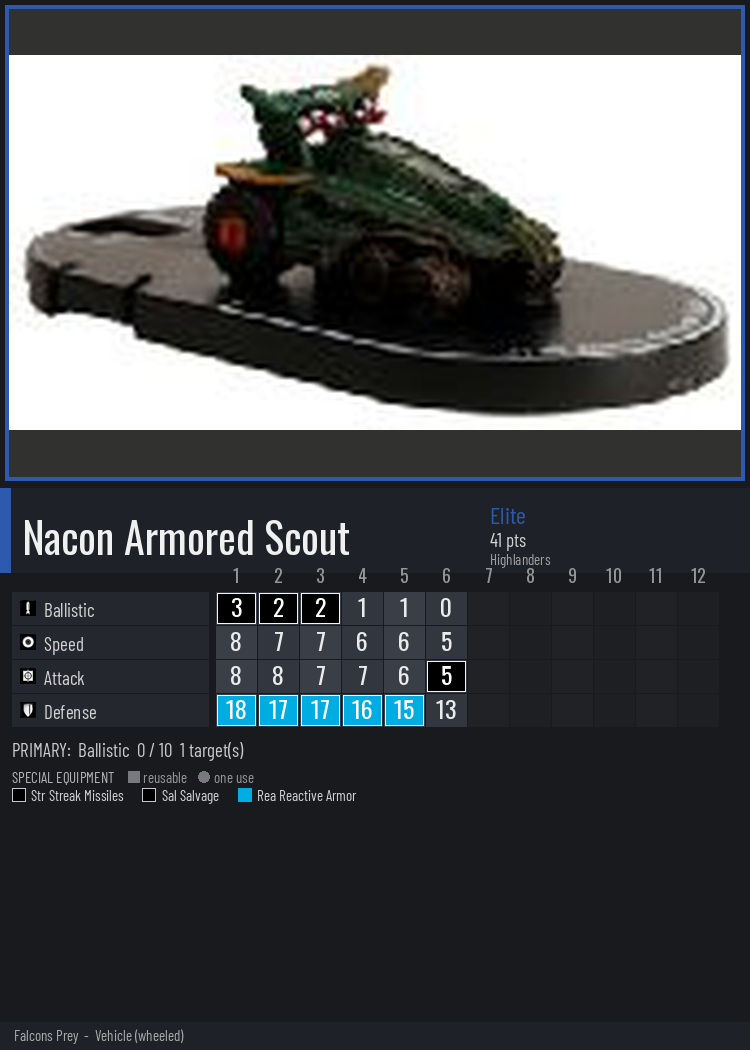 Nacon Armored Scout
Elite
41 pts
Highlanders
1 2 3 4 5 6 7 8 9 10 11 12
Ballistic 3 2 2 1 1 0
Speed 8 7 7 6 6 5
Attack 8 8 7 7 6 5
Defense 18 17 17 16 15 13
PRIMARY: Ballistic 0 / 10 1 target(s)
SPECIAL EQUIPMENT reusable one use
Str Streak Missiles Sal Salvage Rea Reactive Armor
Falcons Prey - Vehicle (wheeled)